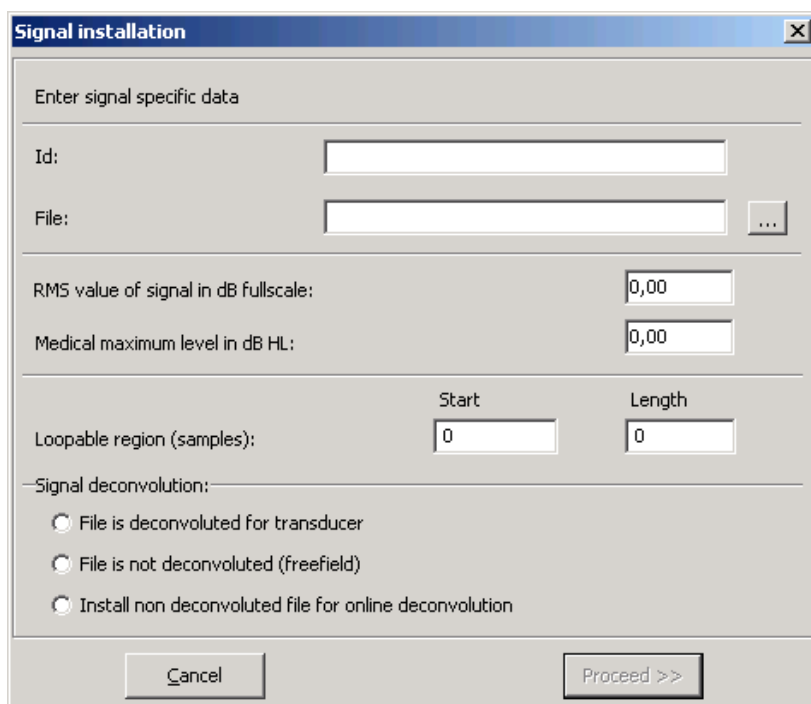 Signal installation
Enter signal specific data
Id:
File:
...
RMS value of signal in dB fullscale:
0,00
Medical maximum level in dB HL:
0,00
Start Length
Loopable region (samples):
0 0
Signal deconvolution:
File is deconvoluted for transducer
File is not deconvoluted (freefield)
Install non deconvoluted file for online deconvolution
Cancel Proceed >>